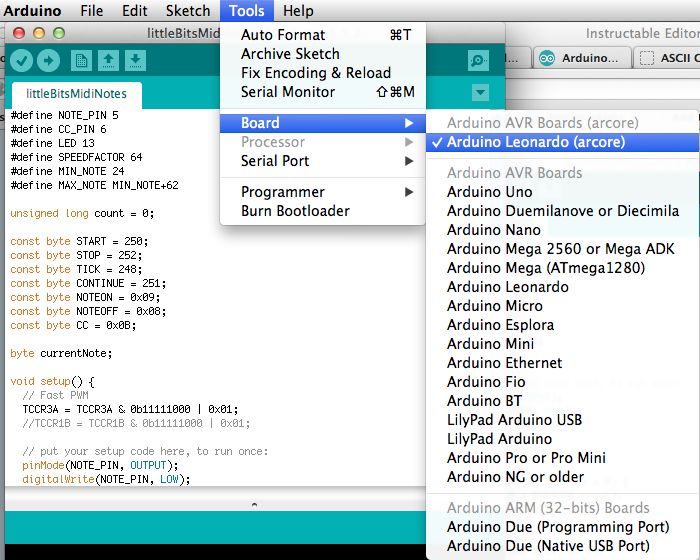 Arduino File Edit Sketch Tools Help
littleBitsMidi
Instructable Editor
Arduino...
ASCII C
littleBitsMidiNotes
Auto Format ⌘T
Archive Sketch
Fix Encoding & Reload
Serial Monitor ⇧⌘M
Board
Processor
Serial Port
Programmer
Burn Bootloader
Arduino AVR Boards (arcore)
✓ Arduino Leonardo (arcore)
Arduino AVR Boards
Arduino Uno
Arduino Duemilanove or Diecimila
Arduino Nano
Arduino Mega 2560 or Mega ADK
Arduino Mega (ATmega1280)
Arduino Leonardo
Arduino Micro
Arduino Esplora
Arduino Mini
Arduino Ethernet
Arduino Fio
Arduino BT
LilyPad Arduino USB
LilyPad Arduino
Arduino Pro or Pro Mini
Arduino NG or older
Arduino ARM (32-bits) Boards
Arduino Due (Programming Port)
Arduino Due (Native USB Port)
#define NOTE_PIN 5
#define CC_PIN 6
#define LED 13
#define SPEEDFACTOR 64
#define MIN_NOTE 24
#define MAX_NOTE MIN_NOTE+62
unsigned long count = 0;
const byte START = 250;
const byte STOP = 252;
const byte TICK = 248;
const byte CONTINUE = 251;
const byte NOTEON = 0x09;
const byte NOTEOFF = 0x08;
const byte CC = 0x0B;
byte currentNote;
void setup() {
// Fast PWM
TCCR3A = TCCR3A & 0b11111000 | 0x01;
//TCCR1B = TCCR1B & 0b11111000 | 0x01;
// put your setup code here, to run once:
pinMode(NOTE_PIN, OUTPUT);
digitalWrite(NOTE_PIN, LOW);